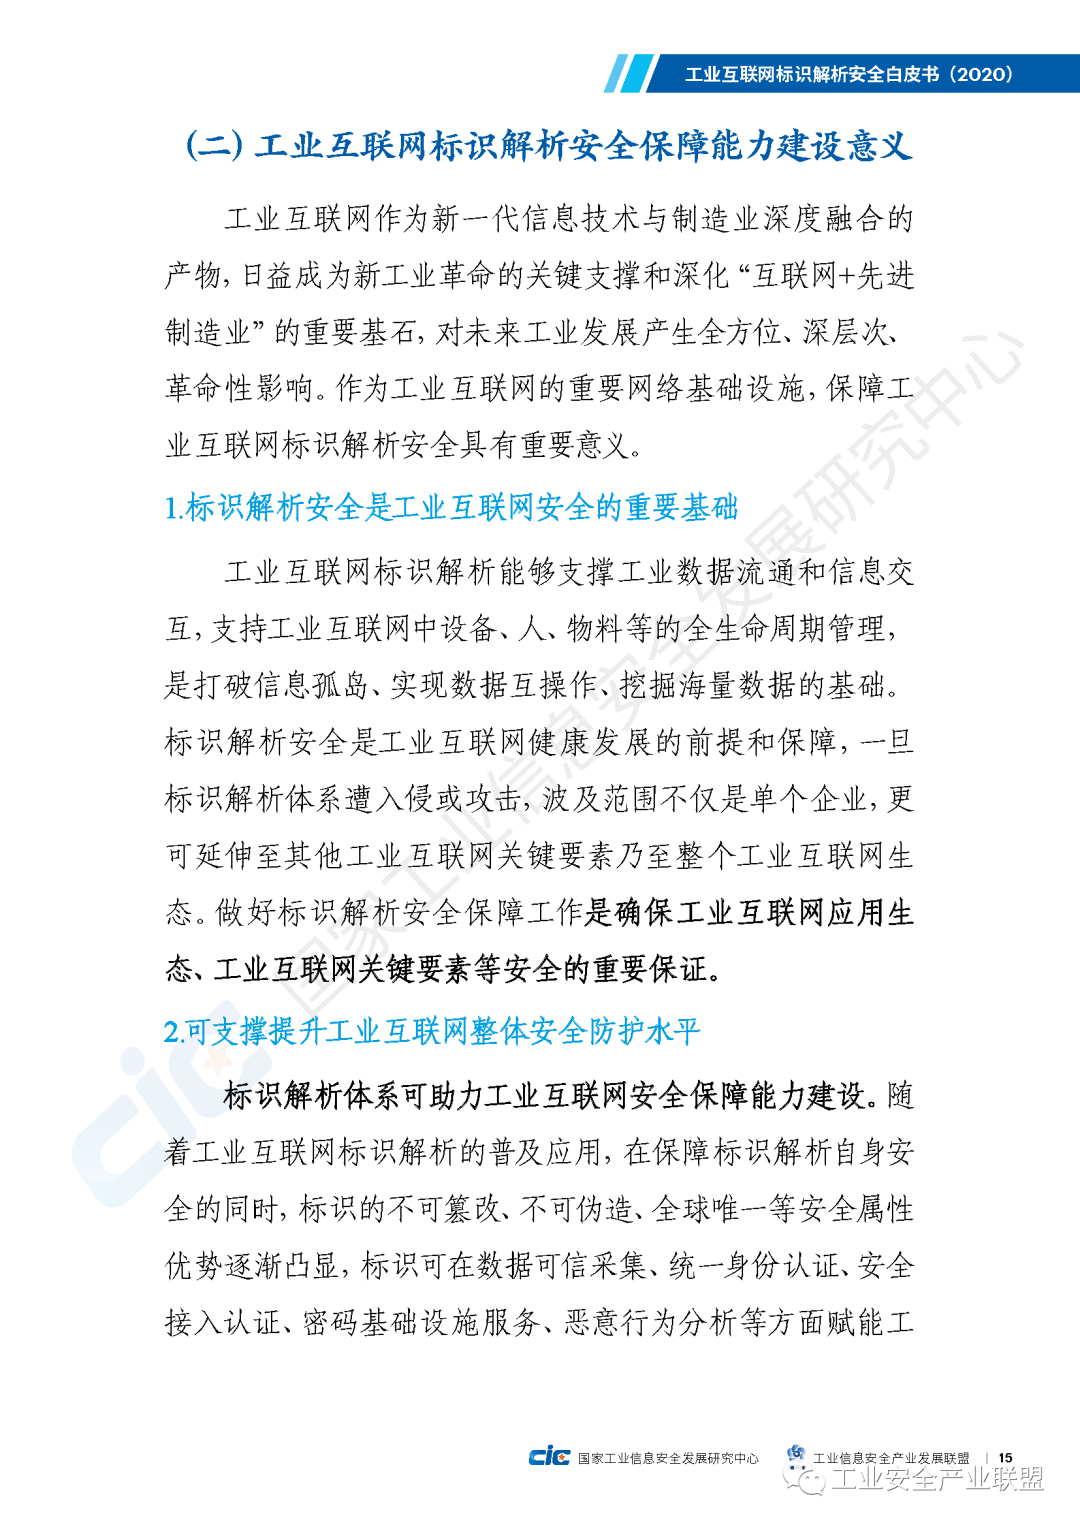 工业互联网标识解析安全白皮书（2020）
（二）工业互联网标识解析安全保障能力建设意义
工业互联网作为新一代信息技术与制造业深度融合的
产物，日益成为新工业革命的关键支撑和深化“互联网+先进
制造业”的重要基石，对未来工业发展产生全方位、深层次、
革命性影响。作为工业互联网的重要网络基础设施，保障工
业互联网标识解析安全具有重要意义。
1.标识解析安全是工业互联网安全的重要基础
工业互联网标识解析能够支撑工业数据流通和信息交
互，支持工业互联网中设备、人、物料等的全生命周期管理，
是打破信息孤岛、实现数据互操作、挖掘海量数据的基础。
标识解析安全是工业互联网健康发展的前提和保障，一旦
标识解析体系遭入侵或攻击，波及范围不仅是单个企业，更
可延伸至其他工业互联网关键要素乃至整个工业互联网生
态。做好标识解析安全保障工作是确保工业互联网应用生
态、工业互联网关键要素等安全的重要保证。
2.可支撑提升工业互联网整体安全防护水平
标识解析体系可助力工业互联网安全保障能力建设。随
着工业互联网标识解析的普及应用，在保障标识解析自身安
全的同时，标识的不可篡改、不可伪造、全球唯一等安全属性
优势逐渐凸显，标识可在数据可信采集、统一身份认证、安全
接入认证、密码基础设施服务、恶意行为分析等方面赋能工
国家工业信息安全发展研究中心
CIC
CIC 国家工业信息安全发展研究中心 工业信息安全产业发展联盟 | 15
工业安全产业联盟